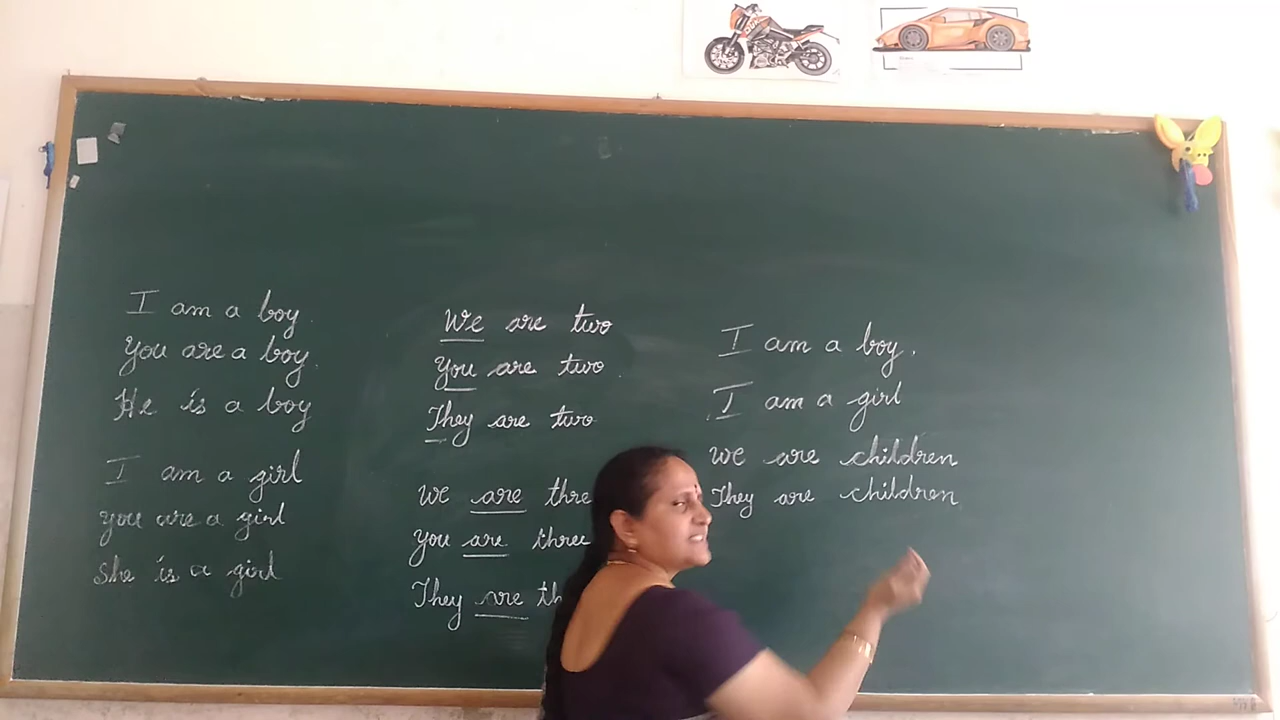 I am a boy.
You are a boy.
He is a boy
I am a girl
you are a girl
She is a girl
We are two
You are two.
They are two
we are thre
you are three
They are th
I am a boy.
I am a girl
we are children
They are children